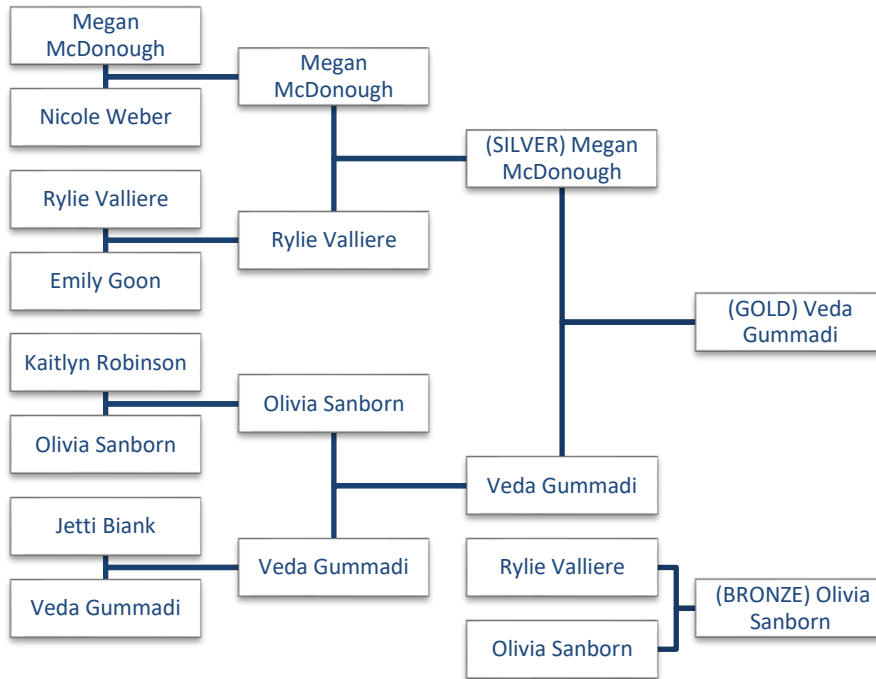 Megan
McDonough
Nicole Weber
Rylie Valliere
Emily Goon
Kaitlyn Robinson
Olivia Sanborn
Jetti Biank
Veda Gummadi
Megan
McDonough
Rylie Valliere
Olivia Sanborn
Veda Gummadi
(SILVER) Megan
McDonough
Veda Gummadi
Rylie Valliere
Olivia Sanborn
(GOLD) Veda
Gummadi
(BRONZE) Olivia
Sanborn